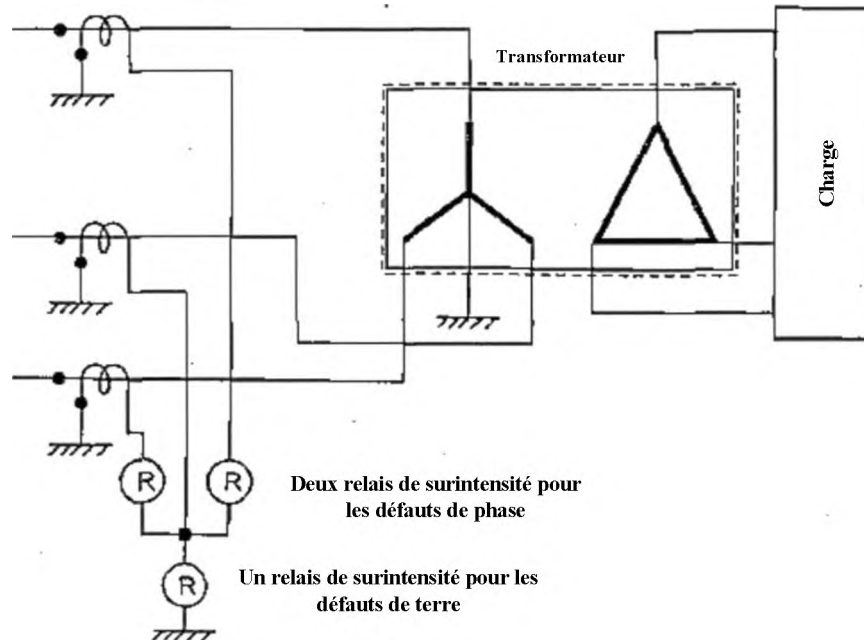 Transformateur
Charge
R
R
Deux relais de surintensité pour
les défauts de phase
R
Un relais de surintensité pour les
défauts de terre